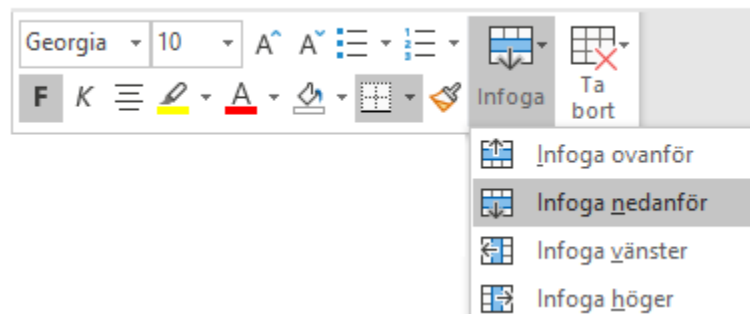 Georgia 10 A A
F K A Infoga Ta bort
Infoga ovanför
Infoga nedanför
Infoga vänster
Infoga höger